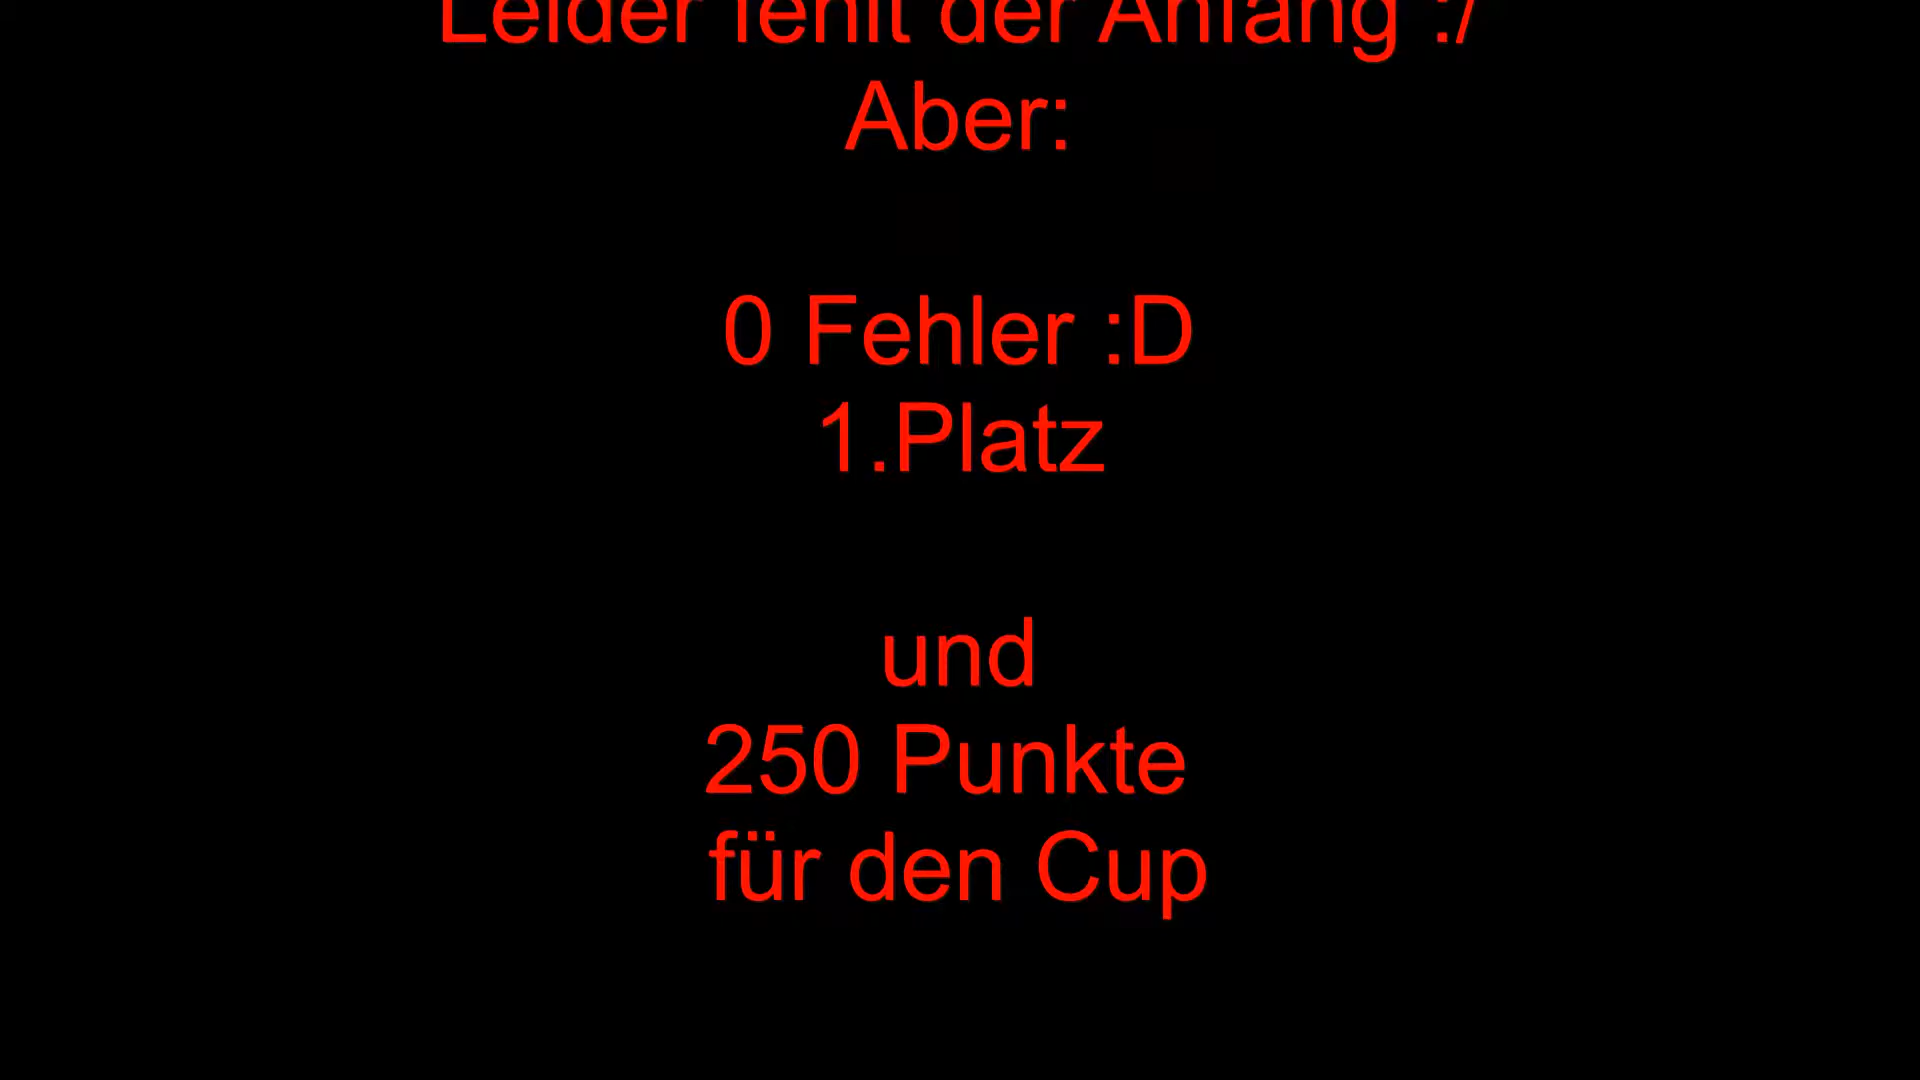 Leider fehlt der Anfang :/
Aber:
0 Fehler :D
1.Platz
und
250 Punkte
für den Cup